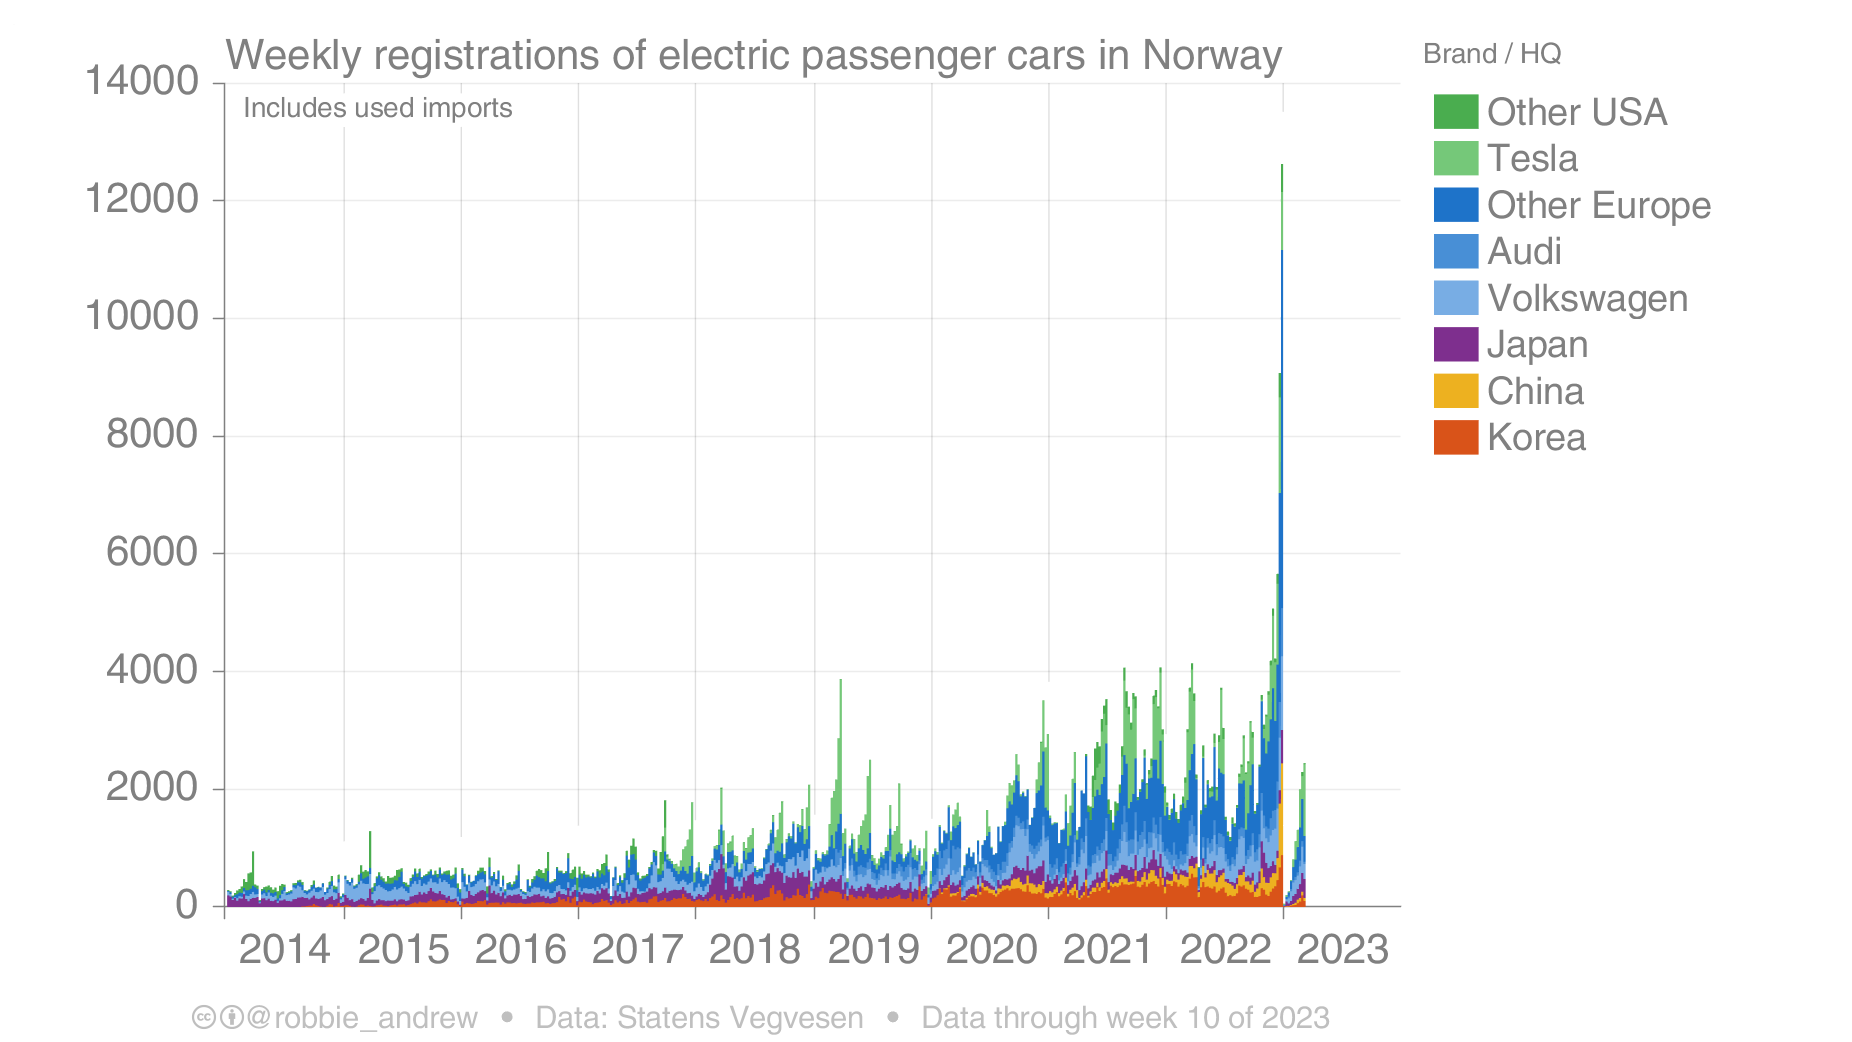 Weekly registrations of electric passenger cars in Norway
Includes used imports
14000
12000
10000
8000
6000
4000
2000
0
2014 2015 2016 2017 2018 2019 2020 2021 2022 2023
Brand / HQ
Other USA
Tesla
Other Europe
Audi
Volkswagen
Japan
China
Korea
cc @robbie_andrew • Data: Statens Vegvesen • Data through week 10 of 2023